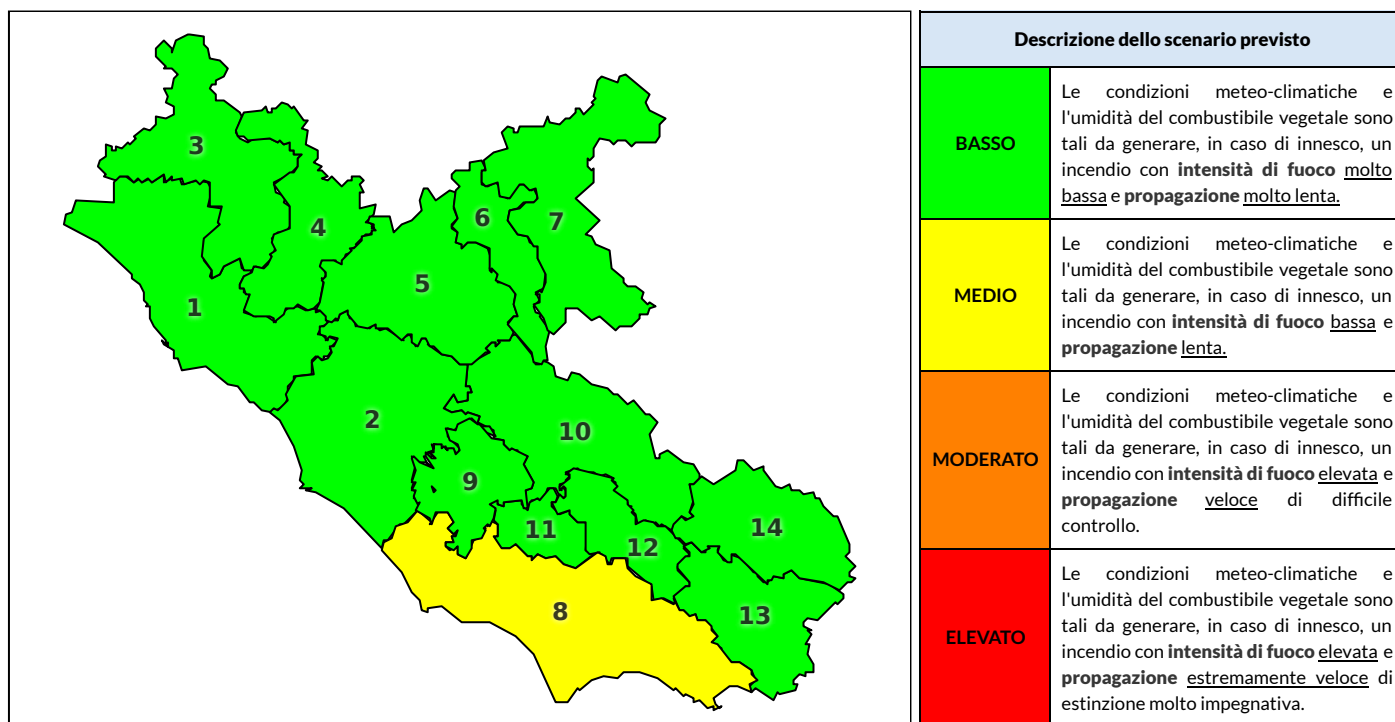 3
4
6
7
5
1
2
10
9
11
12
14
8
13
Descrizione dello scenario previsto
BASSO
Le condizioni meteo-climatiche e
l'umidità del combustibile vegetale sono
tali da generare, in caso di innesco, un
incendio con intensità di fuoco molto
bassa e propagazione molto lenta.
MEDIO
Le condizioni meteo-climatiche e
l'umidità del combustibile vegetale sono
tali da generare, in caso di innesco, un
incendio con intensità di fuoco bassa e
propagazione lenta.
MODERATO
Le condizioni meteo-climatiche e
l'umidità del combustibile vegetale sono
tali da generare, in caso di innesco, un
incendio con intensità di fuoco elevata e
propagazione veloce di difficile
controllo.
ELEVATO
Le condizioni meteo-climatiche e
l'umidità del combustibile vegetale sono
tali da generare, in caso di innesco, un
incendio con intensità di fuoco elevata e
propagazione estremamente veloce di
estinzione molto impegnativa.